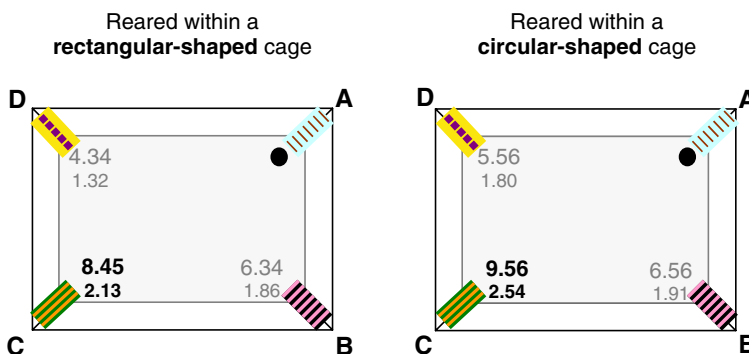 Reared within a
rectangular-shaped cage
D
A
4.34
1.32
8.45
2.13
6.34
1.86
C
B
Reared within a
circular-shaped cage
D
A
5.56
1.80
9.56
2.54
6.56
1.91
C